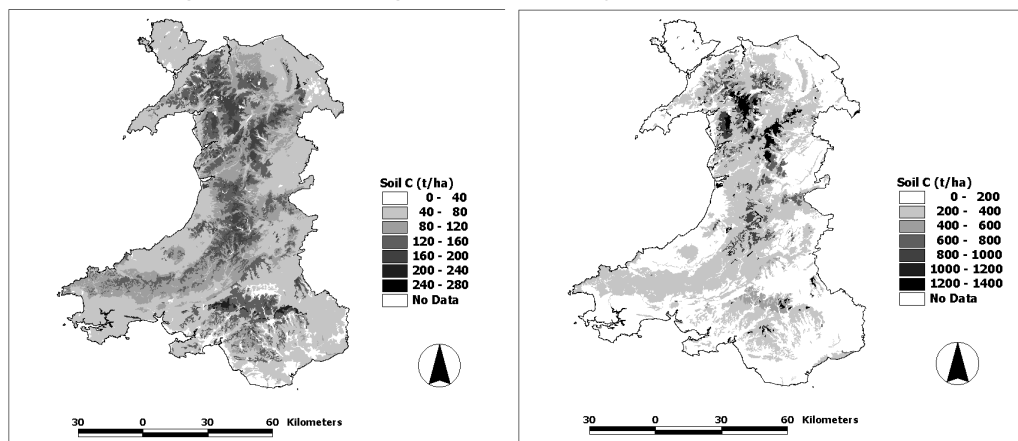 Soil C (t/ha)
0 - 40
40 - 80
80 - 120
120 - 160
160 - 200
200 - 240
240 - 280
No Data
30 0 30 60 Kilometers
Soil C (t/ha)
0 - 200
200 - 400
400 - 600
600 - 800
800 - 1000
1000 - 1200
1200 - 1400
No Data
30 0 30 60 Kilometers